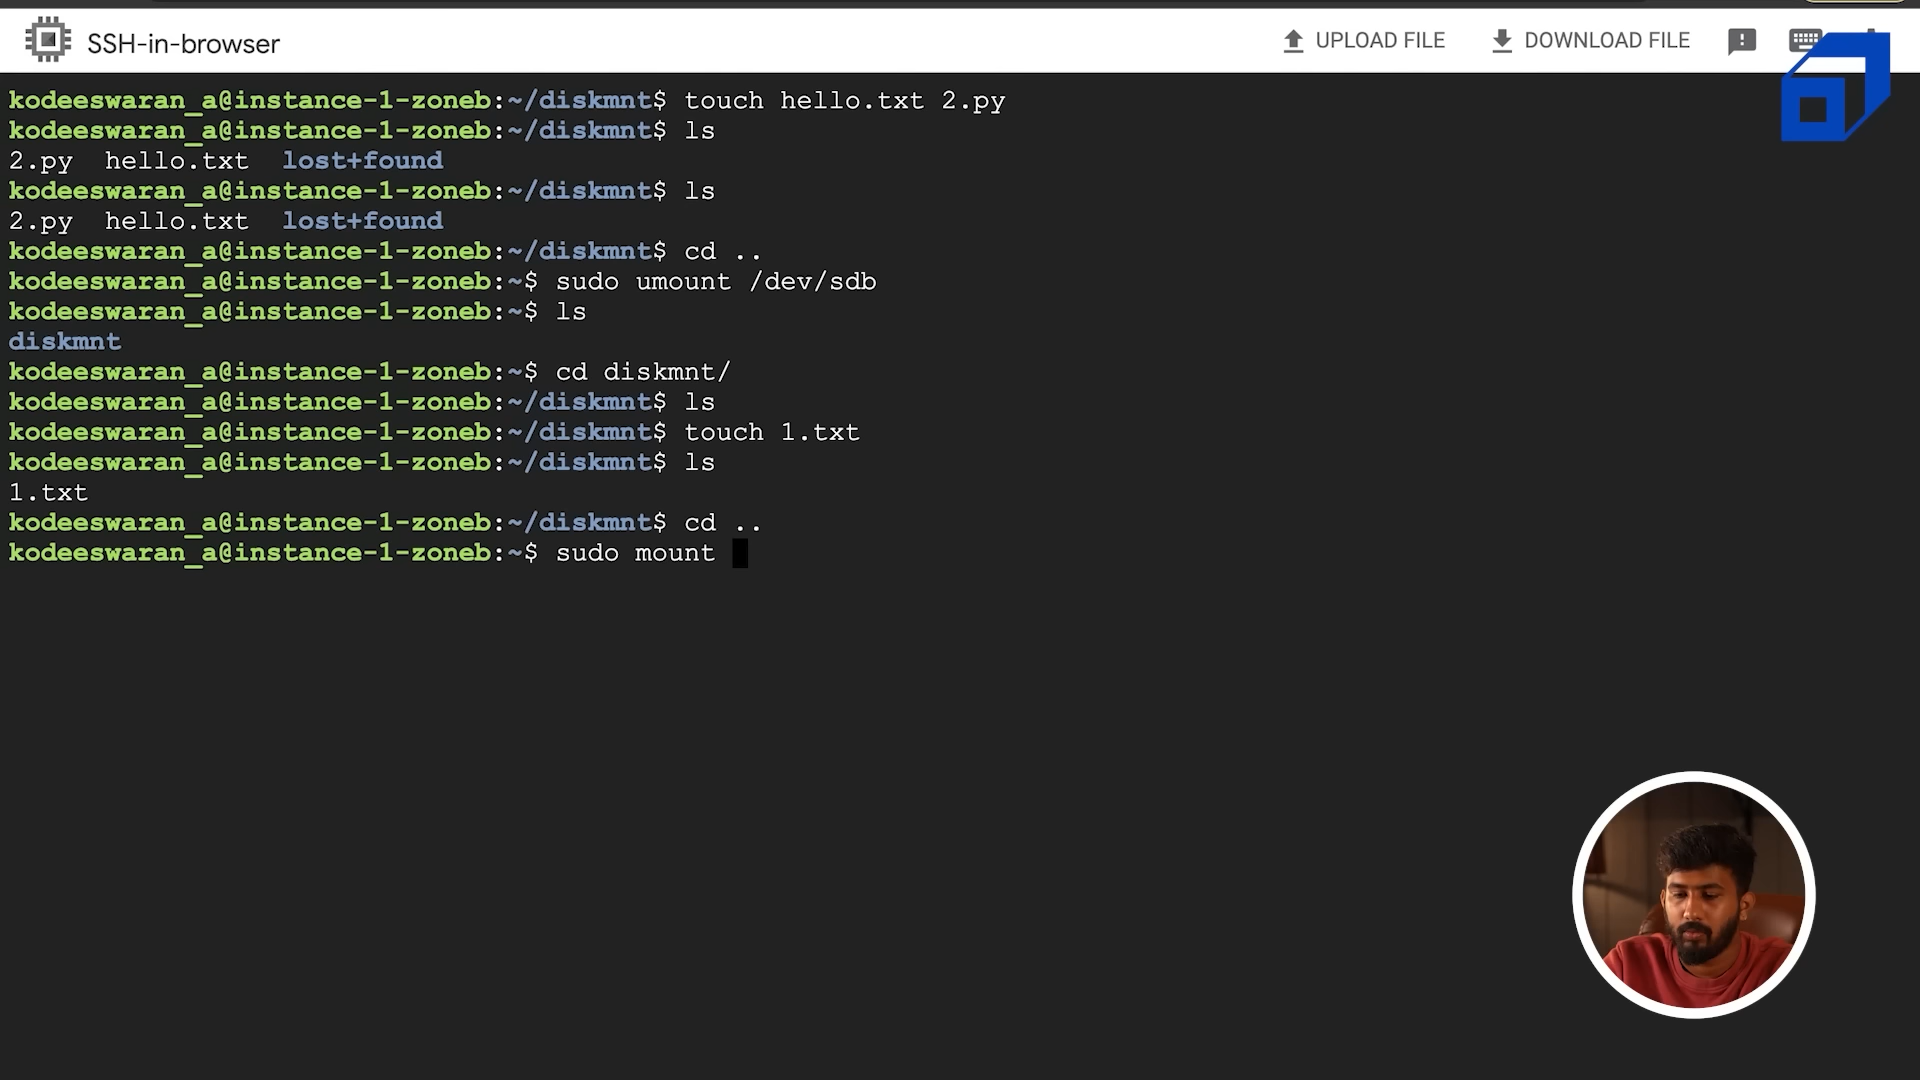 SSH-in-browser
UPLOAD FILE
DOWNLOAD FILE
kodeeswaran_a@instance-1-zoneb:~/diskmnt$ touch hello.txt 2.py
kodeeswaran_a@instance-1-zoneb:~/diskmnt$ ls
2.py  hello.txt  lost+found
kodeeswaran_a@instance-1-zoneb:~/diskmnt$ ls
2.py  hello.txt  lost+found
kodeeswaran_a@instance-1-zoneb:~/diskmnt$ cd ..
kodeeswaran_a@instance-1-zoneb:~$ sudo umount /dev/sdb
kodeeswaran_a@instance-1-zoneb:~$ ls
diskmnt
kodeeswaran_a@instance-1-zoneb:~$ cd diskmnt/
kodeeswaran_a@instance-1-zoneb:~/diskmnt$ ls
kodeeswaran_a@instance-1-zoneb:~/diskmnt$ touch 1.txt
kodeeswaran_a@instance-1-zoneb:~/diskmnt$ ls
1.txt
kodeeswaran_a@instance-1-zoneb:~/diskmnt$ cd ..
kodeeswaran_a@instance-1-zoneb:~$ sudo mount